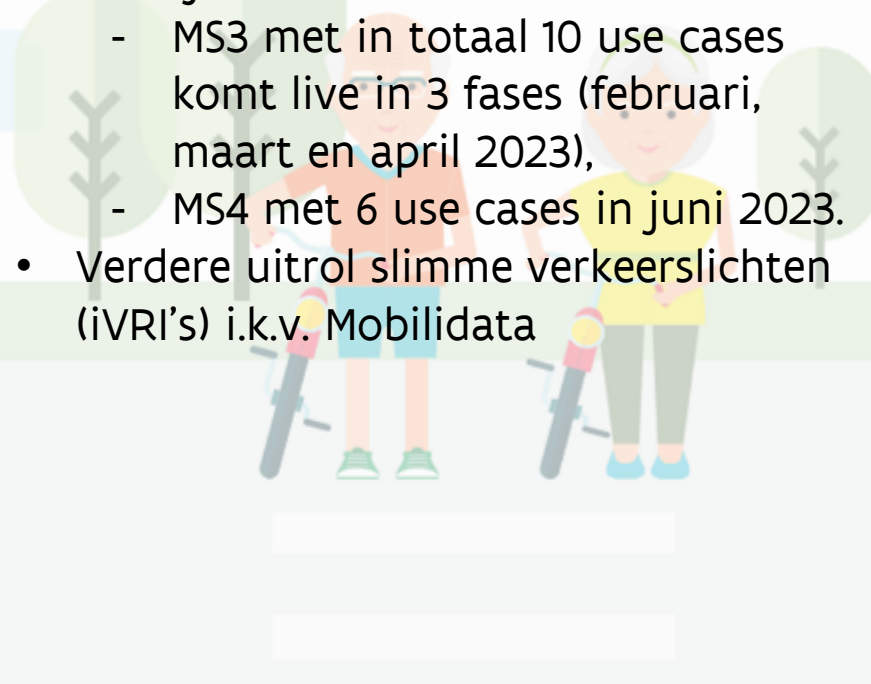 - MS3 met in totaal 10 use cases
komt live in 3 fases (februari,
maart en april 2023),
- MS4 met 6 use cases in juni 2023.
• Verdere uitrol slimme verkeerslichten
(iVRI's) i.k.v. Mobilidata